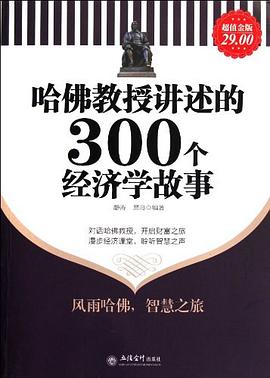 超值金版
29.00
哈佛教授讲述的
300个
经济学故事
编著
对话哈佛教授，开启财富之旅
漫步经济课堂，聆听智慧之声
风雨哈佛，智慧之旅
立信会计出版社